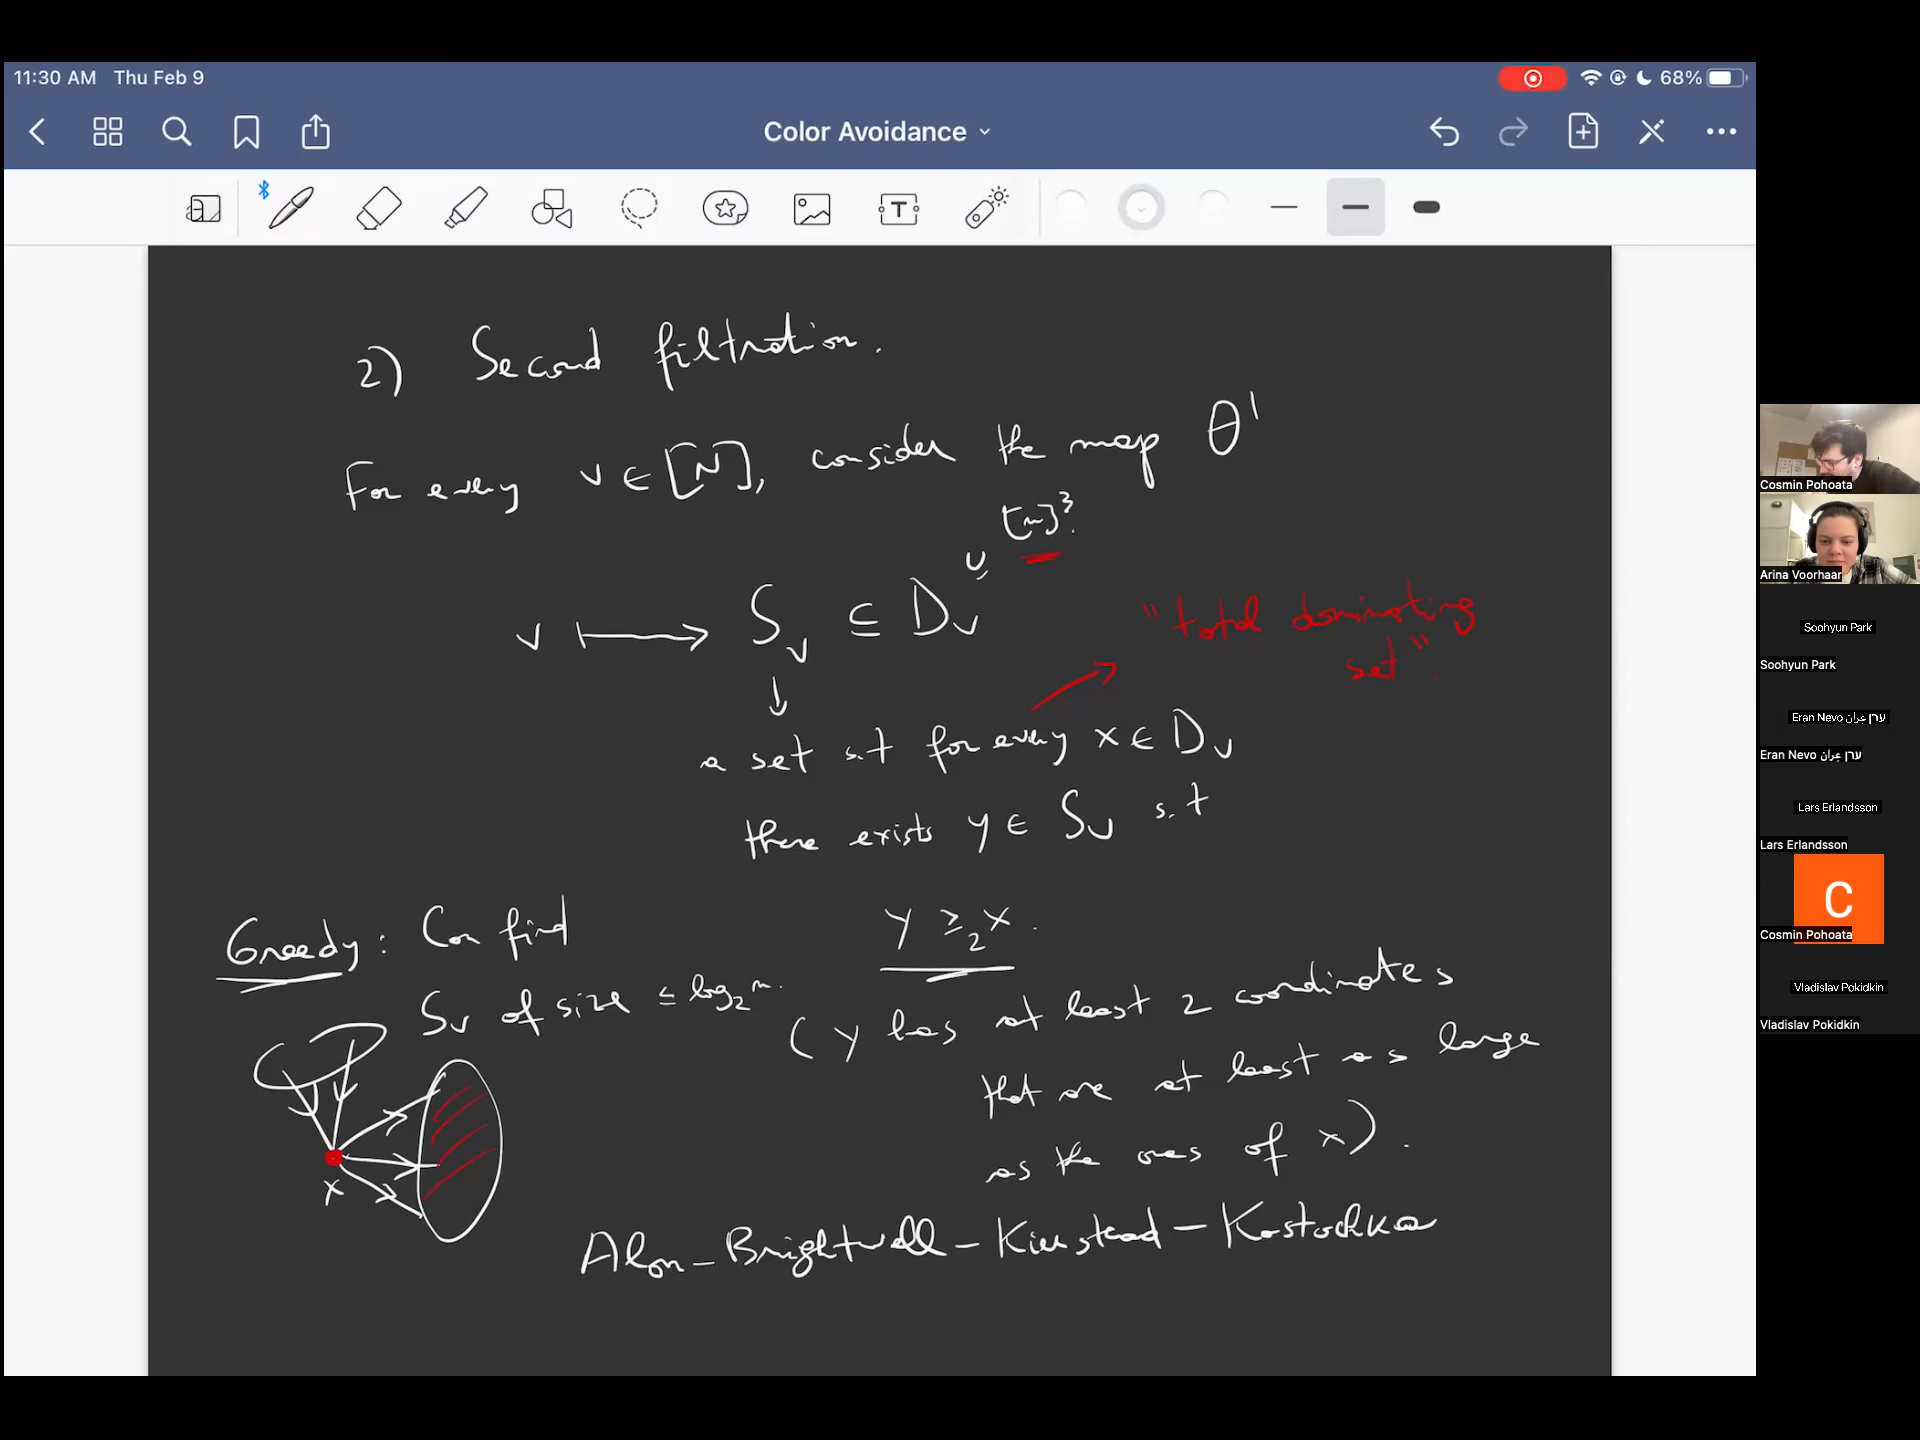 11:30 AM Thu Feb 9
68%
Color Avoidance
2) Second filtration.
For every v ∈ [N], consider the map θ'
[n]³.
∪
v ⟼ S_v ⊆ D_v
"total dominating
set".
↓
a set s.t for every x ∈ D_v
there exists y ∈ S_v s.t
Greedy: Can find
y ≥₂ x.
S_v of size ≤ log₂ n.
(y has at least 2 coordinates
that are at least as large
as the ones of x).
x
Alon-Brightwell-Kierstead-Kostochka
Cosmin Pohoata
Arina Voorhaar
Soohyun Park
Soohyun Park
Eran Nevo ערן عران
Eran Nevo ערן عران
Lars Erlandsson
Lars Erlandsson
C
Cosmin Pohoata
Vladislav Pokidkin
Vladislav Pokidkin